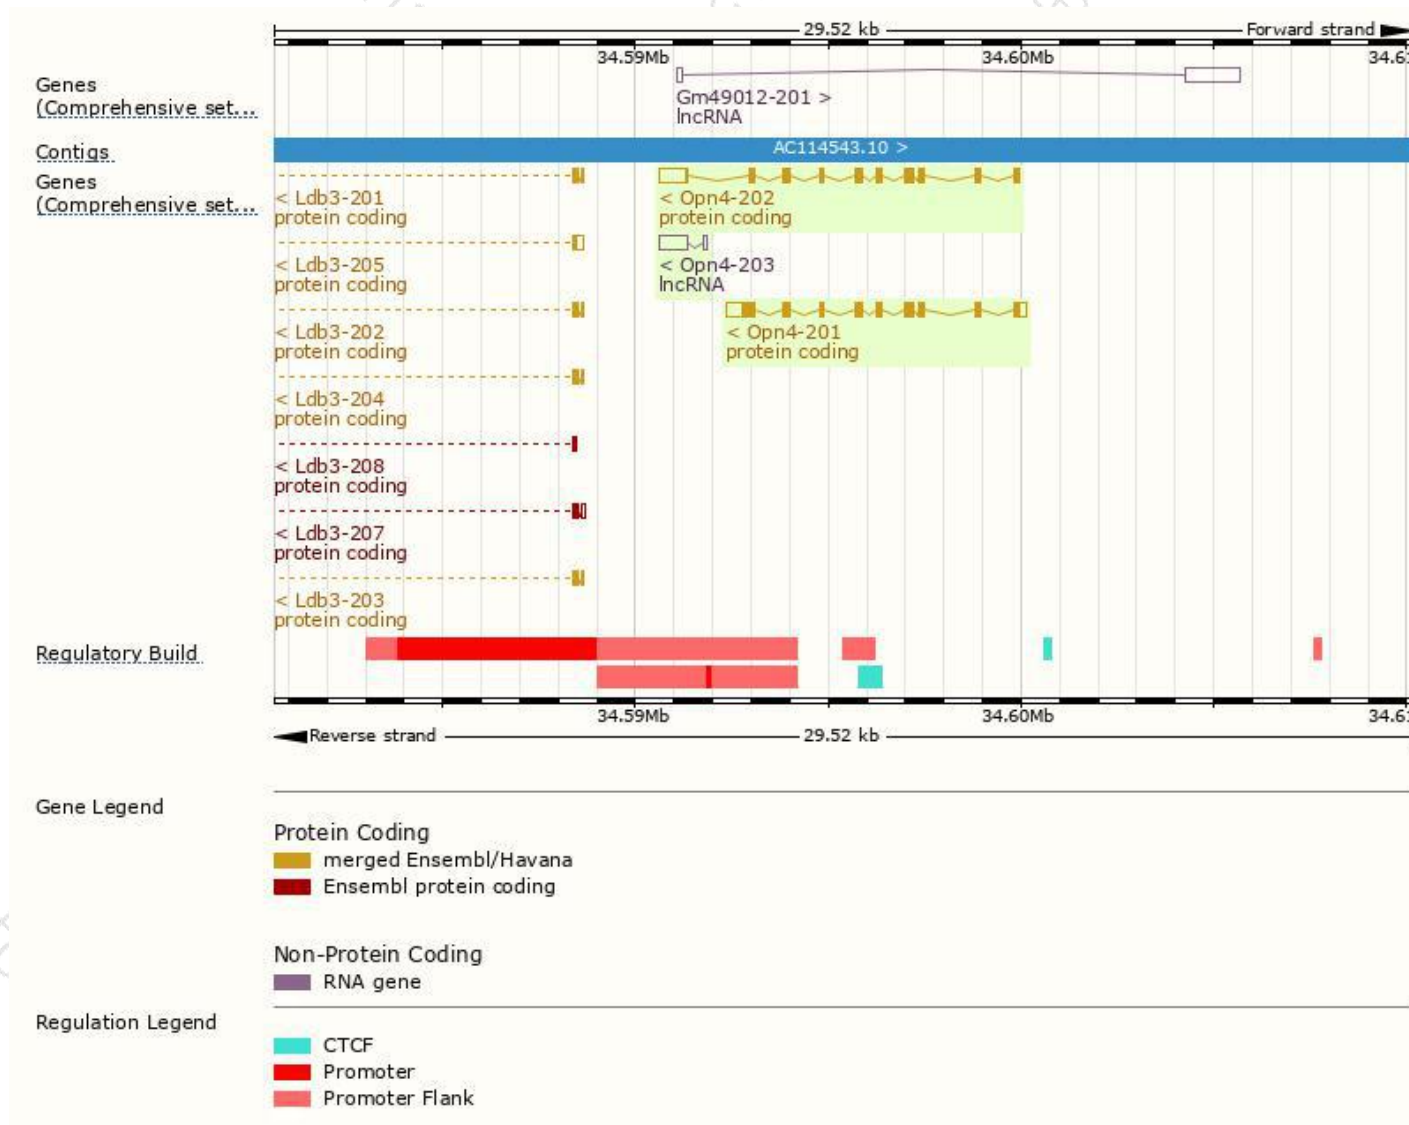 29.52 kb
Forward strand
34.59Mb
34.60Mb
34.61
Genes
(Comprehensive set...
Gm49012-201 >
lncRNA
Contigs
AC114543.10 >
Genes
(Comprehensive set...
< Ldb3-201
protein coding
< Opn4-202
protein coding
< Ldb3-205
protein coding
< Opn4-203
lncRNA
< Ldb3-202
protein coding
< Opn4-201
protein coding
< Ldb3-204
protein coding
< Ldb3-208
protein coding
< Ldb3-207
protein coding
< Ldb3-203
protein coding
Regulatory Build
34.59Mb
34.60Mb
34.61
Reverse strand
29.52 kb
Gene Legend
Protein Coding
merged Ensembl/Havana
Ensembl protein coding
Non-Protein Coding
RNA gene
Regulation Legend
CTCF
Promoter
Promoter Flank